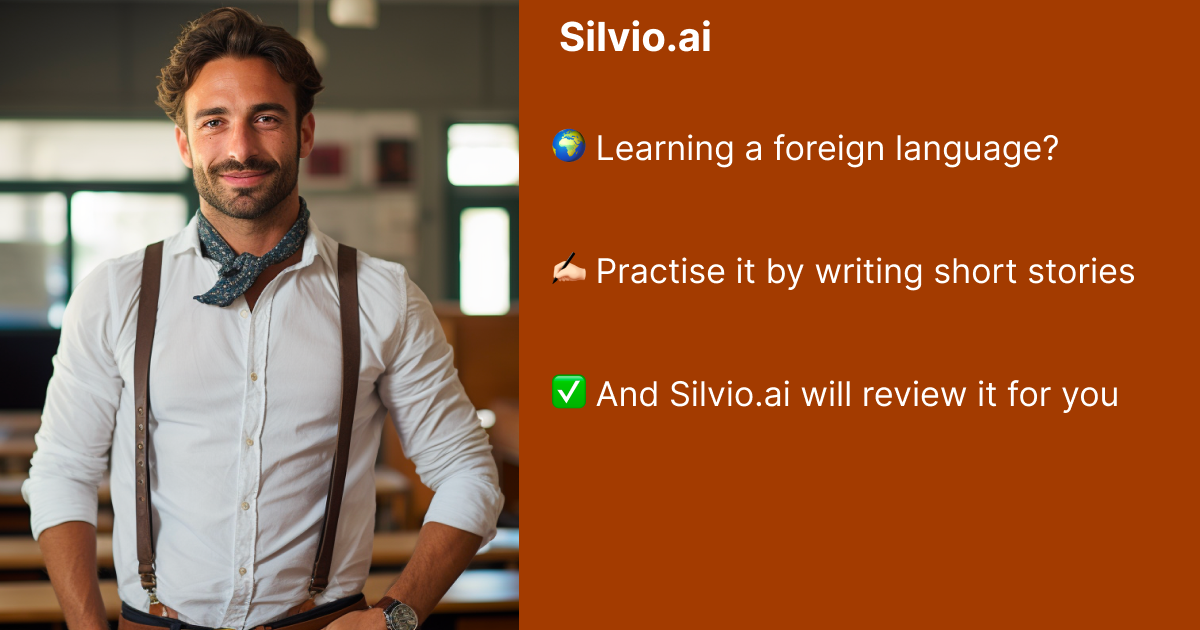 Silvio.ai
🌍 Learning a foreign language?
✍🏻 Practise it by writing short stories
✅ And Silvio.ai will review it for you